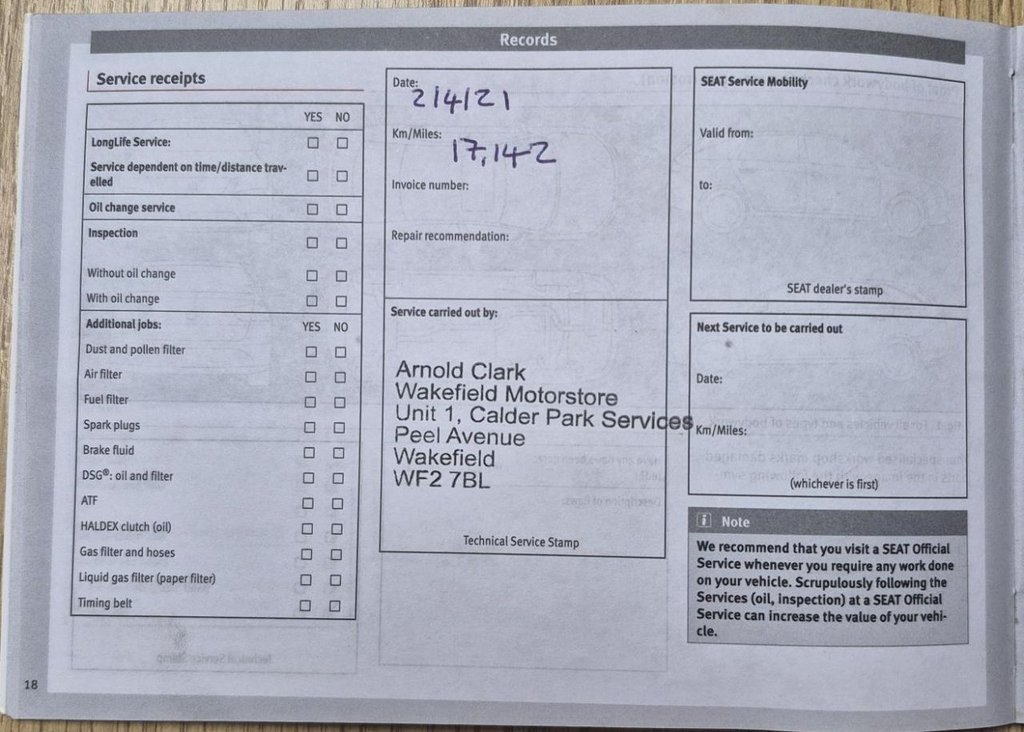 Records
Service receipts
YES NO
LongLife Service:
Service dependent on time/distance trav-
elled
Oil change service
Inspection
Without oil change
With oil change
Additional jobs: YES NO
Dust and pollen filter
Air filter
Fuel filter
Spark plugs
Brake fluid
DSG®: oil and filter
ATF
HALDEX clutch (oil)
Gas filter and hoses
Liquid gas filter (paper filter)
Timing belt
Date:
2/4/21
Km/Miles:
17,142
Invoice number:
Repair recommendation:
Service carried out by:
Arnold Clark
Wakefield Motorstore
Unit 1, Calder Park Services
Peel Avenue
Wakefield
WF2 7BL
Technical Service Stamp
SEAT Service Mobility
Valid from:
to:
SEAT dealer's stamp
Next Service to be carried out
Date:
Km/Miles:
(whichever is first)
i Note
We recommend that you visit a SEAT Official
Service whenever you require any work done
on your vehicle. Scrupulously following the
Services (oil, inspection) at a SEAT Official
Service can increase the value of your vehi-
cle.
18